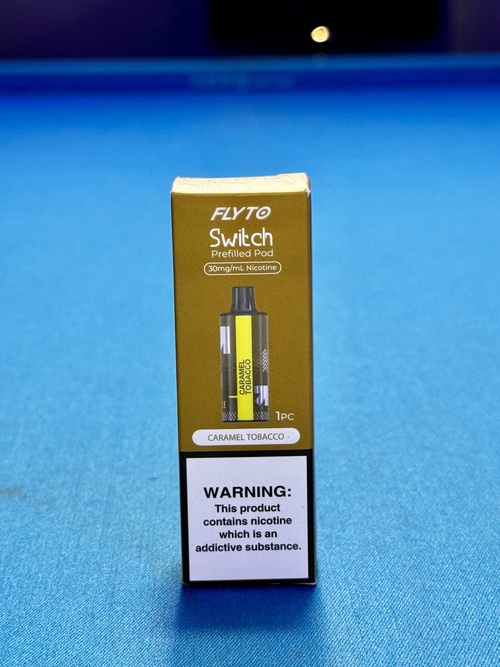 FLYTO
Switch
Prefilled Pod
30mg/mL Nicotine
CARAMEL
TOBACCO
1PC
CARAMEL TOBACCO
WARNING:
This product
contains nicotine
which is an
addictive substance.